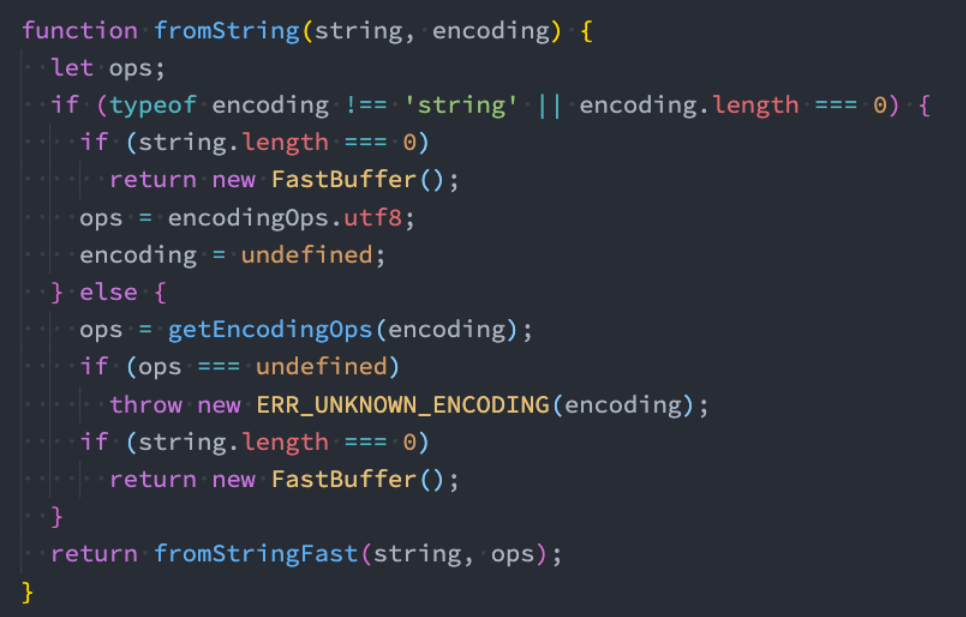 function fromString(string, encoding) {
  let ops;
  if (typeof encoding !== 'string' || encoding.length === 0) {
    if (string.length === 0)
      return new FastBuffer();
    ops = encodingOps.utf8;
    encoding = undefined;
  } else {
    ops = getEncodingOps(encoding);
    if (ops === undefined)
      throw new ERR_UNKNOWN_ENCODING(encoding);
    if (string.length === 0)
      return new FastBuffer();
  }
  return fromStringFast(string, ops);
}